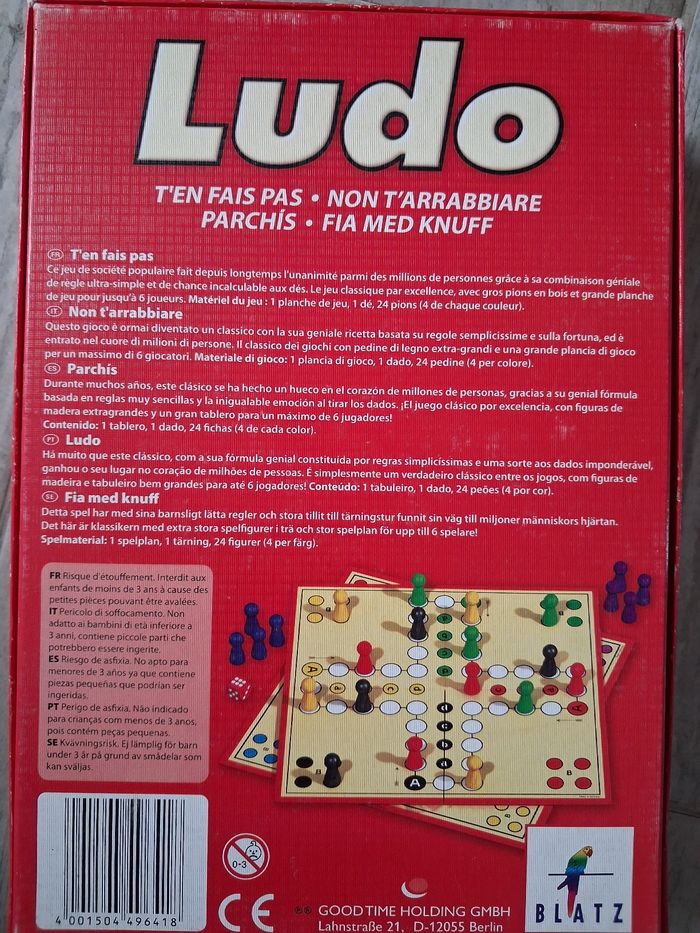 Ludo
T'EN FAIS PAS • NON T'ARRABBIARE
PARCHÍS • FIA MED KNUFF
FR T'en fais pas
Ce jeu de société populaire fait depuis longtemps l'unanimité parmi des millions de personnes grâce à sa combinaison géniale
de règle ultra-simple et de chance incalculable aux dés. Le jeu classique par excellence, avec gros pions en bois et grande planche
de jeu pour jusqu'à 6 joueurs. Matériel du jeu : 1 planche de jeu, 1 dé, 24 pions (4 de chaque couleur).
IT Non t'arrabbiare
Questo gioco è ormai diventato un classico con la sua geniale ricetta basata su regole semplicissime e sulla fortuna, ed è
entrato nel cuore di milioni di persone. Il classico dei giochi con pedine di legno extra-grandi e una grande plancia di gioco
per un massimo di 6 giocatori. Materiale di gioco: 1 plancia di gioco, 1 dado, 24 pedine (4 per colore).
ES Parchís
Durante muchos años, este clásico se ha hecho un hueco en el corazón de millones de personas, gracias a su genial fórmula
basada en reglas muy sencillas y la inigualable emoción al tirar los dados. ¡El juego clásico por excelencia, con figuras de
madera extragrandes y un gran tablero para un máximo de 6 jugadores!
Contenido: 1 tablero, 1 dado, 24 fichas (4 de cada color).
PT Ludo
Há muito que este clássico, com a sua fórmula genial constituída por regras simplicíssimas e uma sorte aos dados imponderável,
ganhou o seu lugar no coração de milhões de pessoas. É simplesmente um verdadeiro clássico entre os jogos, com figuras de
madeira e tabuleiro bem grandes para até 6 jogadores! Conteúdo: 1 tabuleiro, 1 dado, 24 peões (4 por cor).
SE Fia med knuff
Detta spel har med sina barnsligt lätta regler och stora tillit till tärningstur funnit sin väg till miljoner människors hjärtan.
Det här är klassikern med extra stora spelfigurer i trä och stor spelplan för upp till 6 spelare!
Spelmaterial: 1 spelplan, 1 tärning, 24 figurer (4 per färg).
FR Risque d'étouffement. Interdit aux
enfants de moins de 3 ans à cause des
petites pièces pouvant être avalées.
IT Pericolo di soffocamento. Non
adatto ai bambini di età inferiore a
3 anni, contiene piccole parti che
potrebbero essere ingerite.
ES Riesgo de asfixia. No apto para
menores de 3 años ya que contiene
piezas pequeñas que podrían ser
ingeridas.
PT Perigo de asfixia. Não indicado
para crianças com menos de 3 anos,
pois contém peças pequenas.
SE Kvävningsrisk. Ej lämplig för barn
under 3 år på grund av smådelar som
kan sväljas.
B
A
a
b
c
d
c
A
d
c
b
a
A
B
B
4 001504 496418
0-3
CE
GOODTIME HOLDING GMBH
Lahnstraße 21, D-12055 Berlin
BLATZ